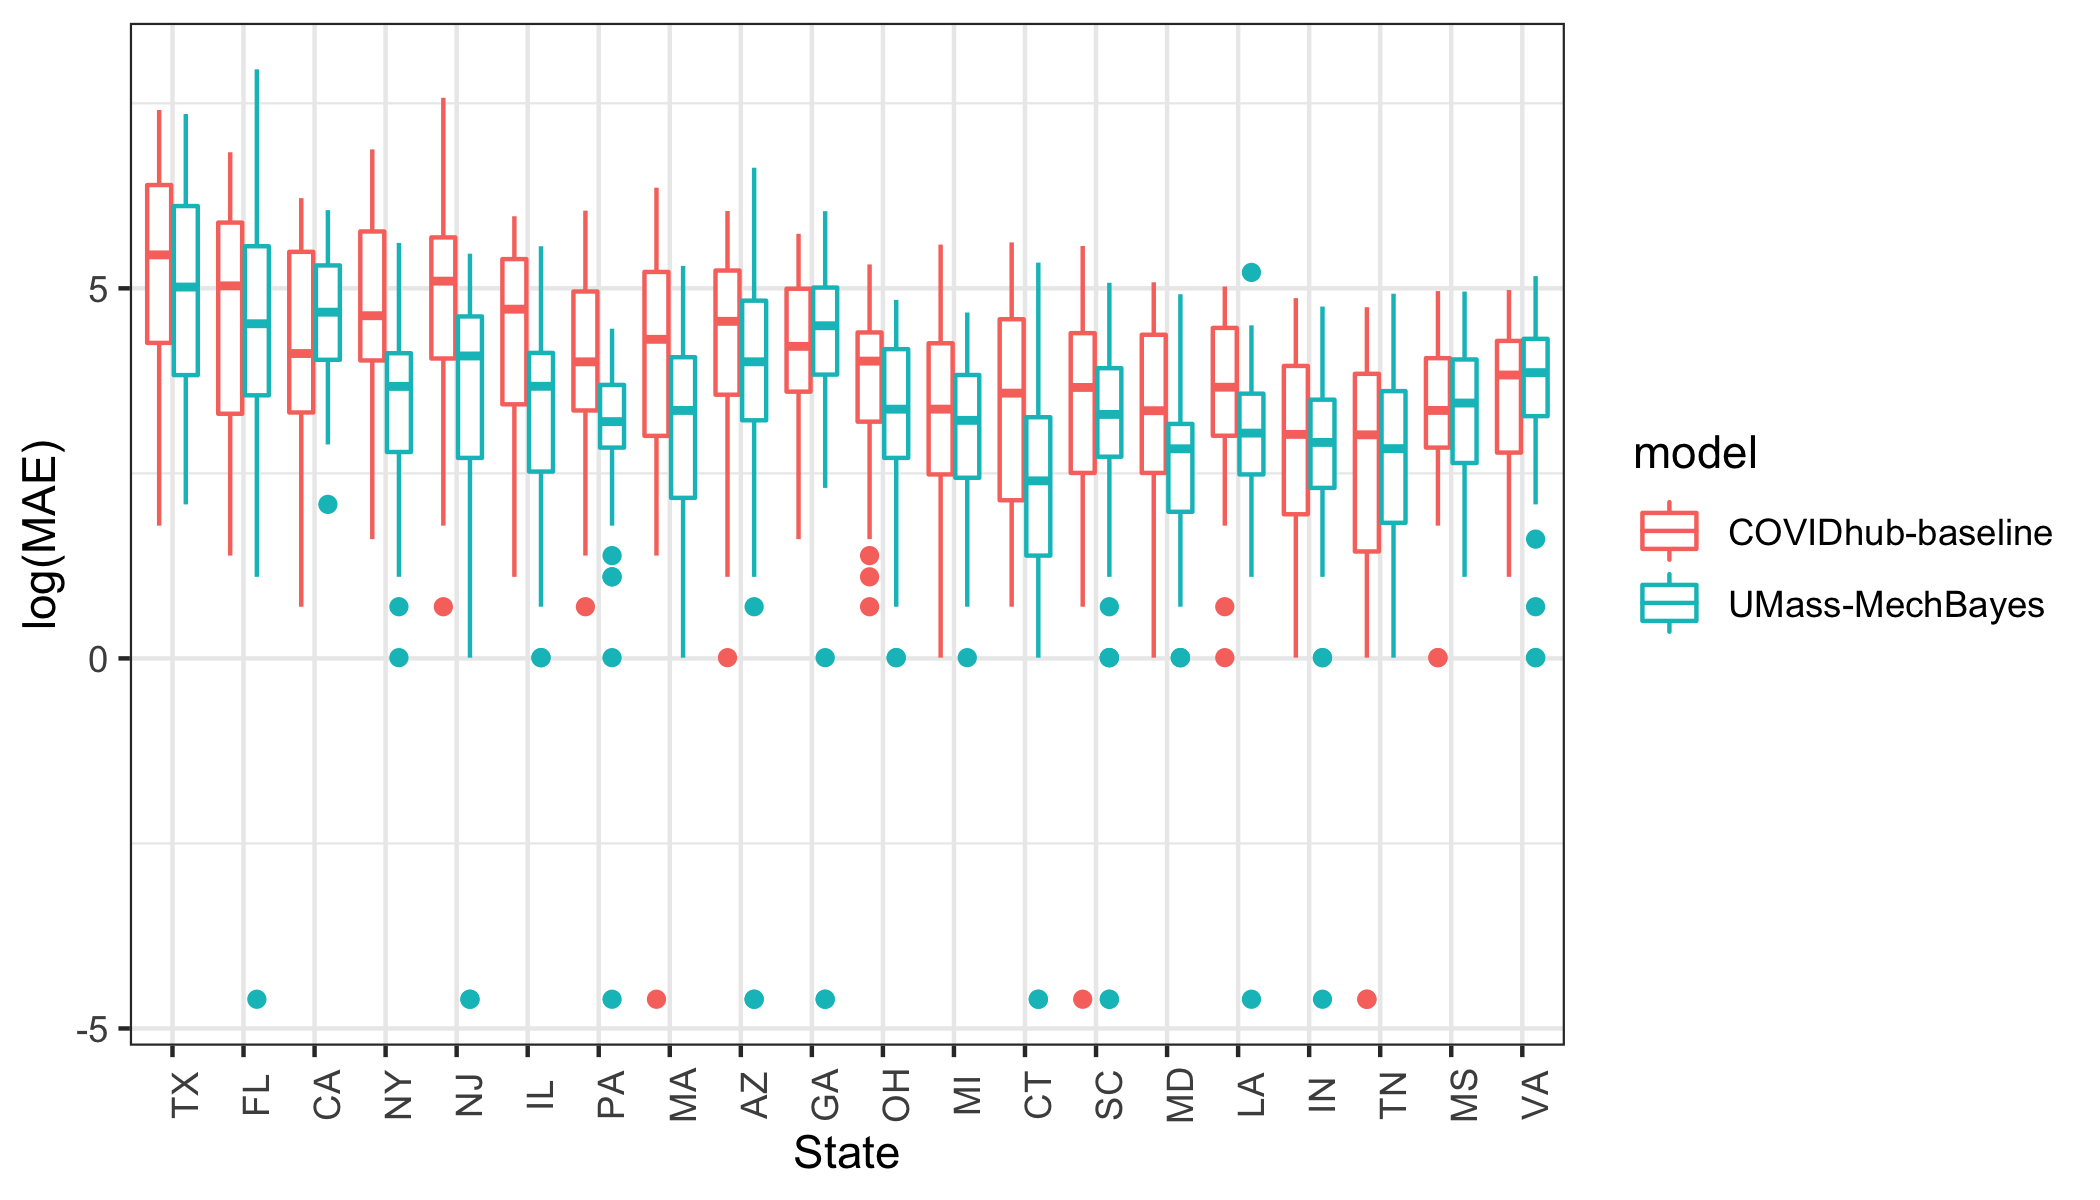 log(MAE)
5
0
-5
TX FL CA NY NJ IL PA MA AZ GA OH MI CT SC MD LA IN TN MS VA
State
model
COVIDhub-baseline
UMass-MechBayes